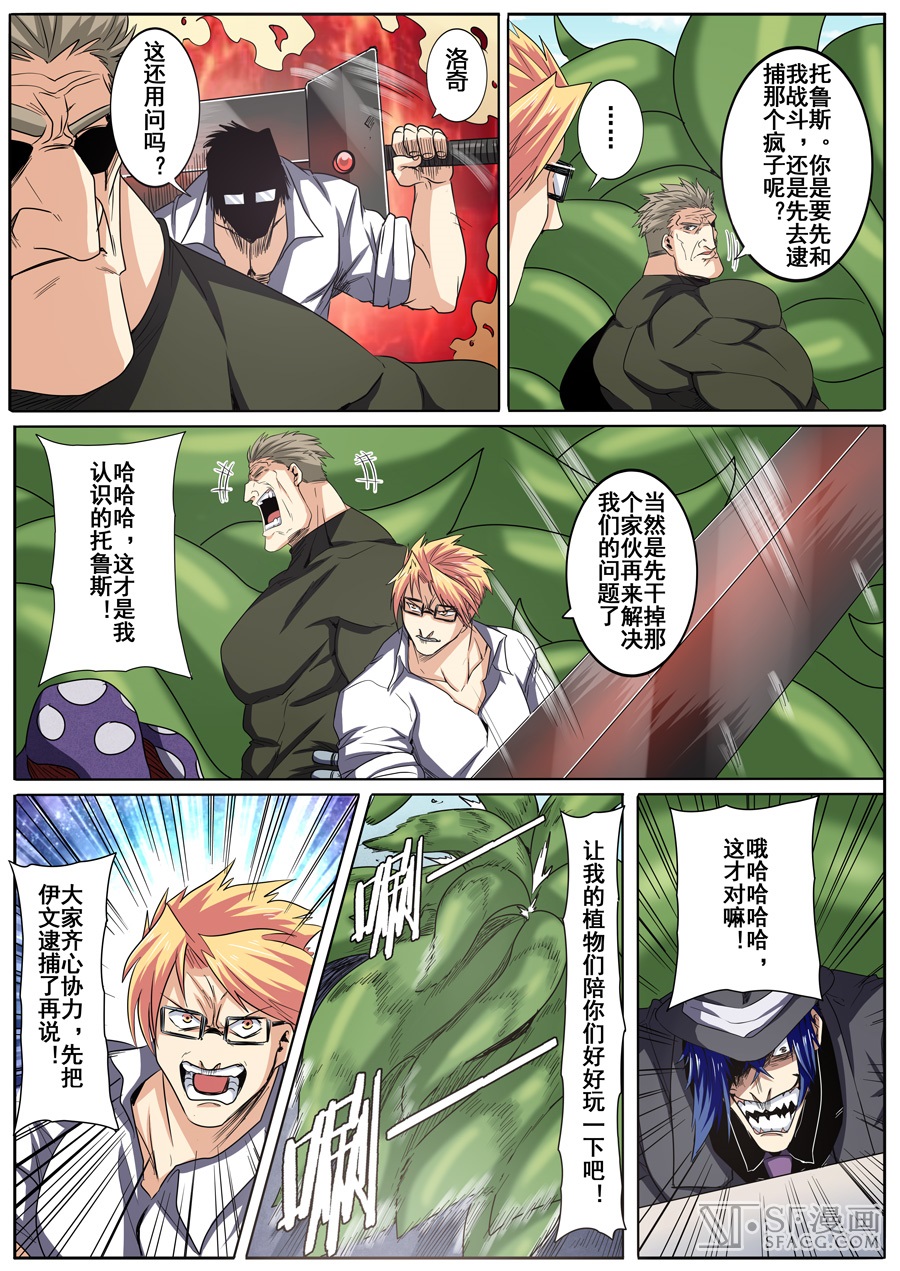 托鲁斯。你是要先和
我战斗，还是先去逮
捕那个疯子呢？
……
洛奇
这还用问吗？
当然是先干掉那
个家伙再来解决
我们的问题了
哈哈哈，这才是我
认识的托鲁斯！
哦哈哈哈哈，
这才对嘛！
让我的植物们陪你们好好玩一下吧！
唰——
唰——
大家齐心协力，先把
伊文逮捕了再说！
SF漫画
SFACG.COM